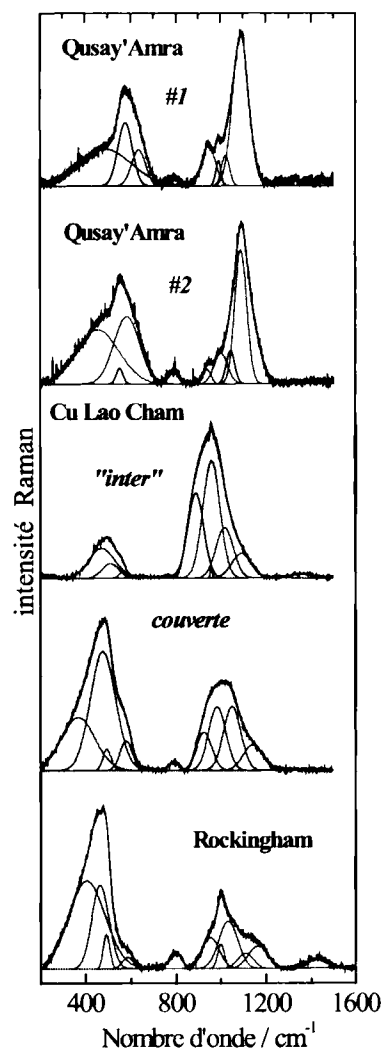 Qusay'Amra
#1
Qusay'Amra
#2
Cu Lao Cham
"inter"
couverte
Rockingham
intensité Raman
400 800 1200 1600
Nombre d'onde / cm⁻¹